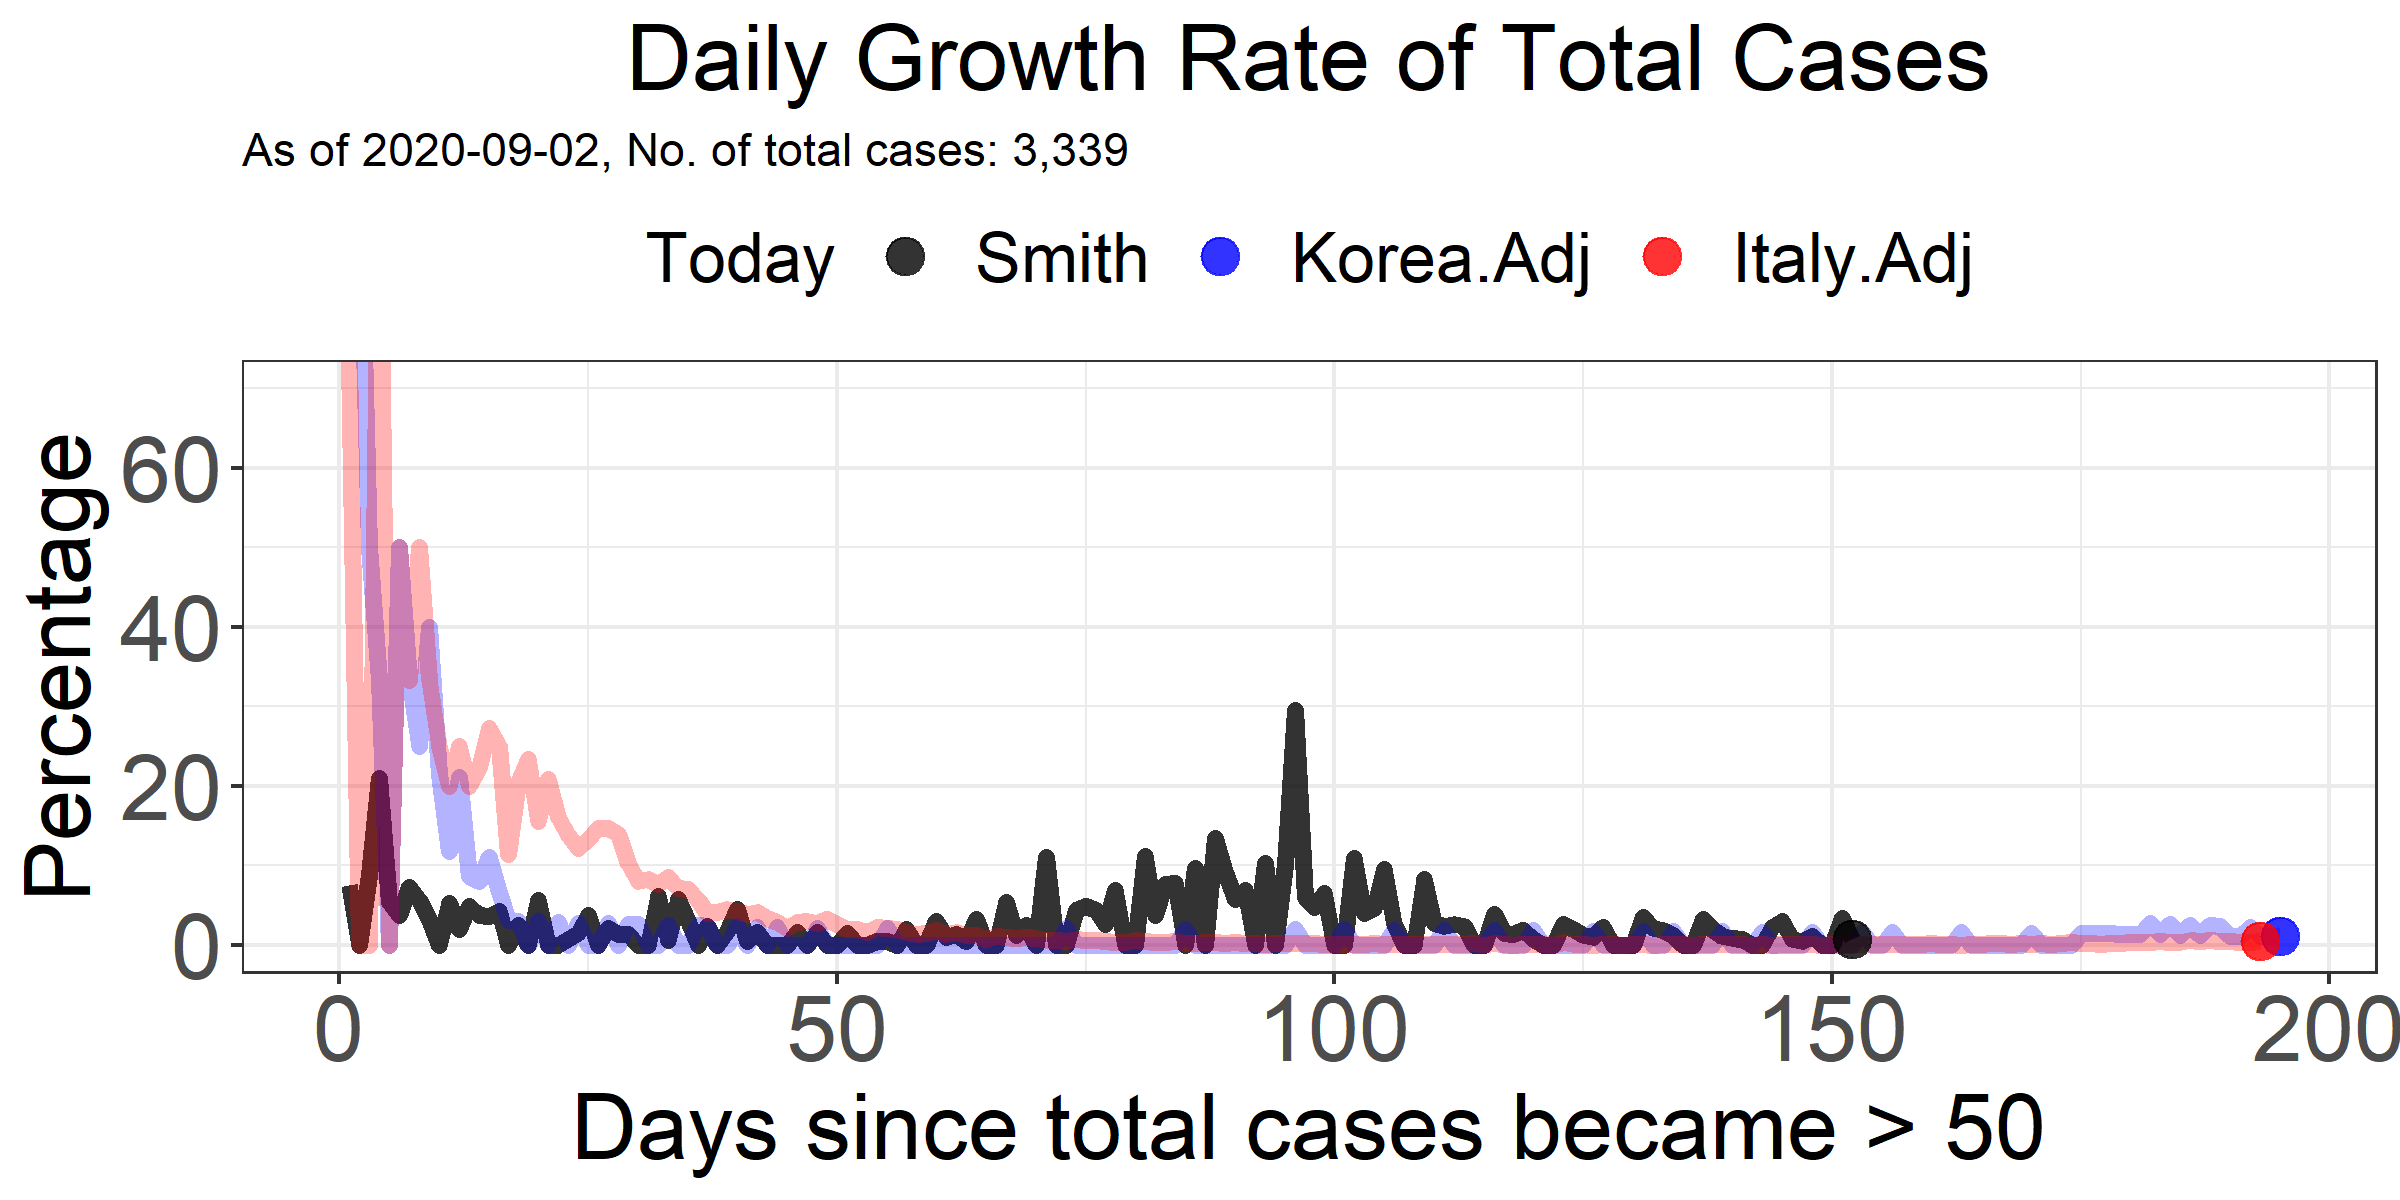 Daily Growth Rate of Total Cases
As of 2020-09-02, No. of total cases: 3,339
Today Smith Korea.Adj Italy.Adj
Percentage
60
40
20
0
0 50 100 150 200
Days since total cases became > 50